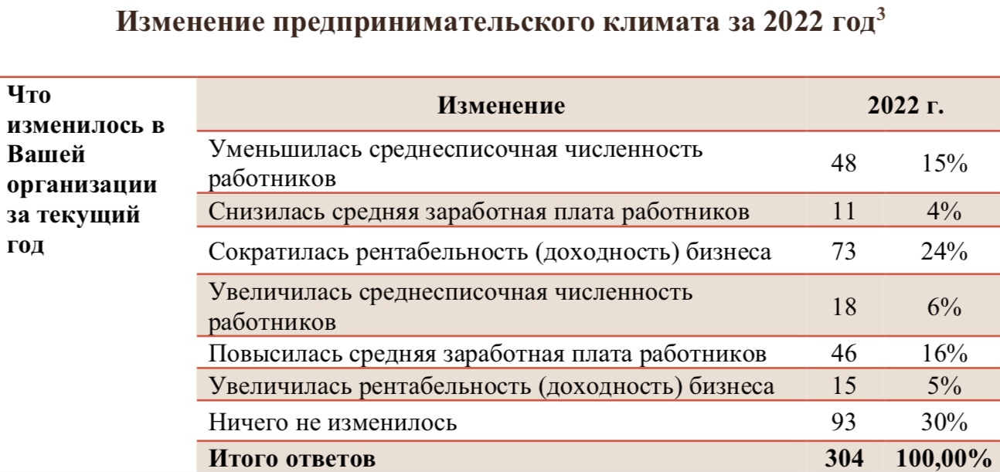 Изменение предпринимательского климата за 2022 год³
Что
изменилось в
Вашей
организации
за текущий
год
Изменение 2022 г.
Уменьшилась среднесписочная численность
работников 48 15%
Снизилась средняя заработная плата работников 11 4%
Сократилась рентабельность (доходность) бизнеса 73 24%
Увеличилась среднесписочная численность
работников 18 6%
Повысилась средняя заработная плата работников 46 16%
Увеличилась рентабельность (доходность) бизнеса 15 5%
Ничего не изменилось 93 30%
Итого ответов 304 100,00%